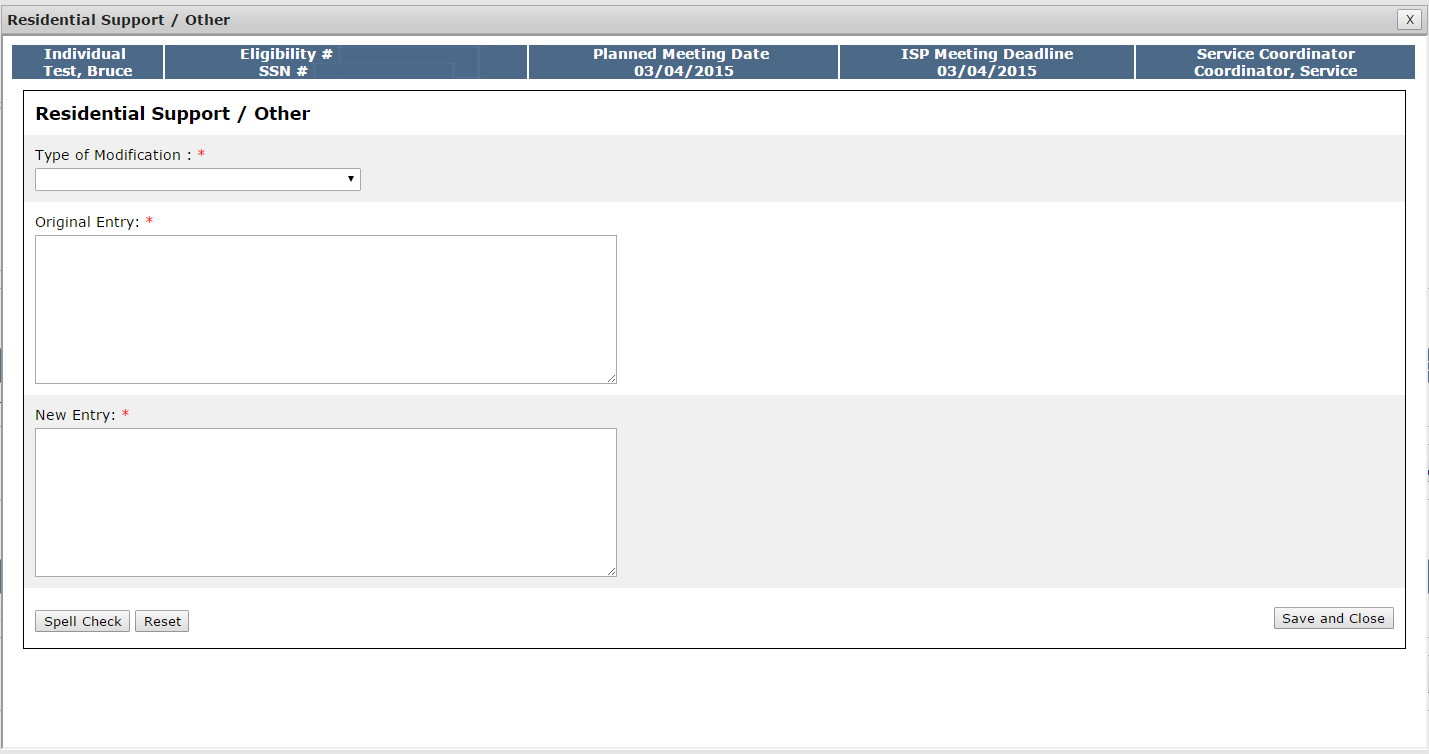 Residential Support / Other
X
Individual
Test, Bruce
Eligibility #
SSN #
Planned Meeting Date
03/04/2015
ISP Meeting Deadline
03/04/2015
Service Coordinator
Coordinator, Service
Residential Support / Other
Type of Modification : *
Original Entry: *
New Entry: *
Spell Check
Reset
Save and Close